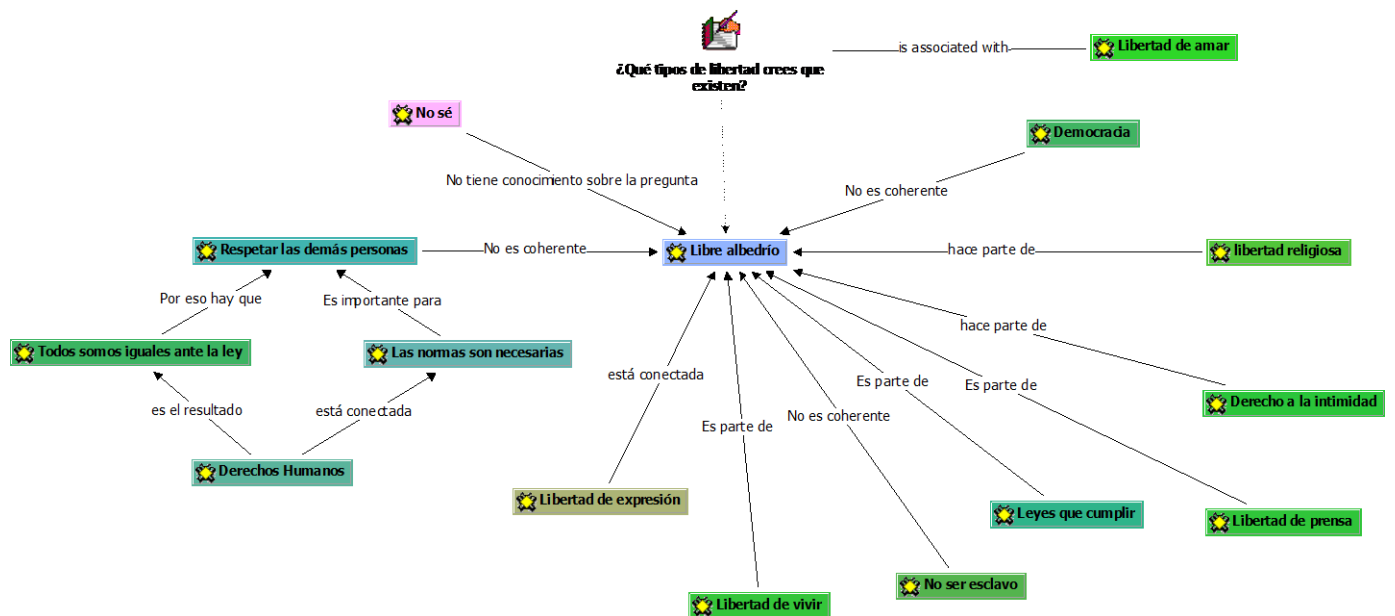 is associated with
Libertad de amar
¿Qué tipos de libertad crees que
existen?
No sé
Democracia
No tiene conocimiento sobre la pregunta
No es coherente
Respetar las demás personas
No es coherente
Libre albedrío
hace parte de
libertad religiosa
Por eso hay que
Es importante para
hace parte de
Todos somos iguales ante la ley
Las normas son necesarias
está conectada
Es parte de
Es parte de
Derecho a la intimidad
es el resultado
está conectada
No es coherente
Es parte de
Derechos Humanos
Libertad de expresión
Leyes que cumplir
Libertad de prensa
No ser esclavo
Libertad de vivir